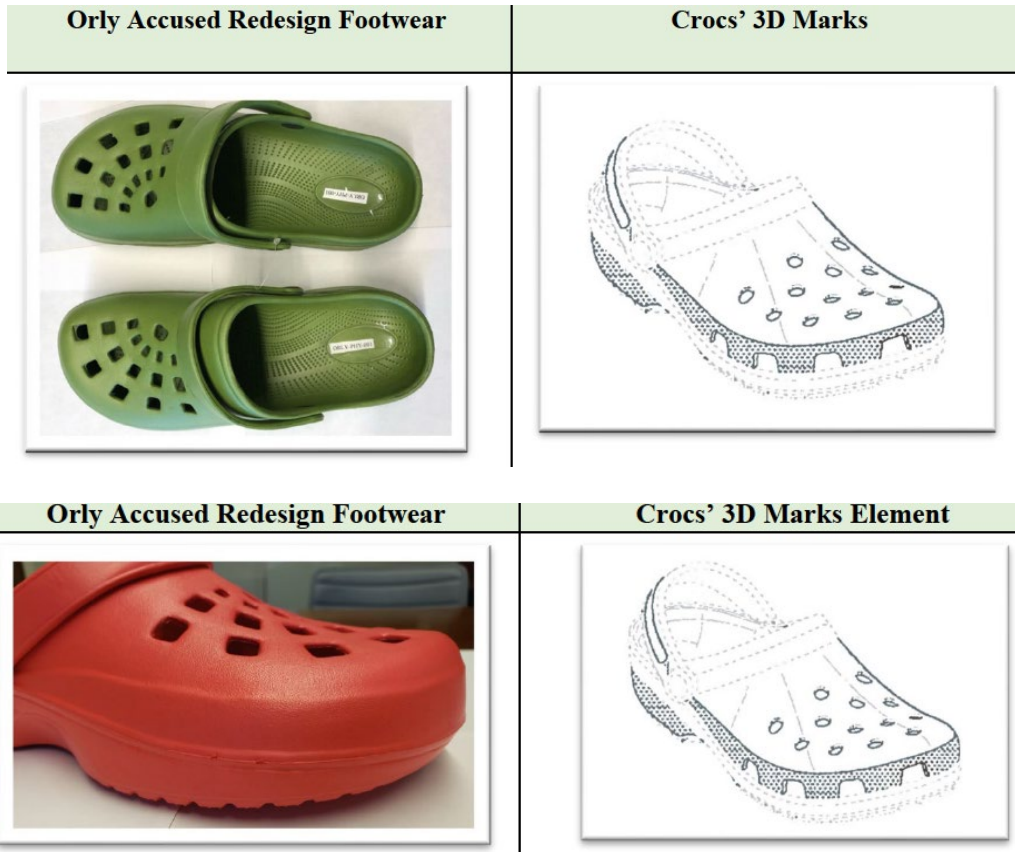 Orly Accused Redesign Footwear
Crocs' 3D Marks
Orly Accused Redesign Footwear
Crocs' 3D Marks Element